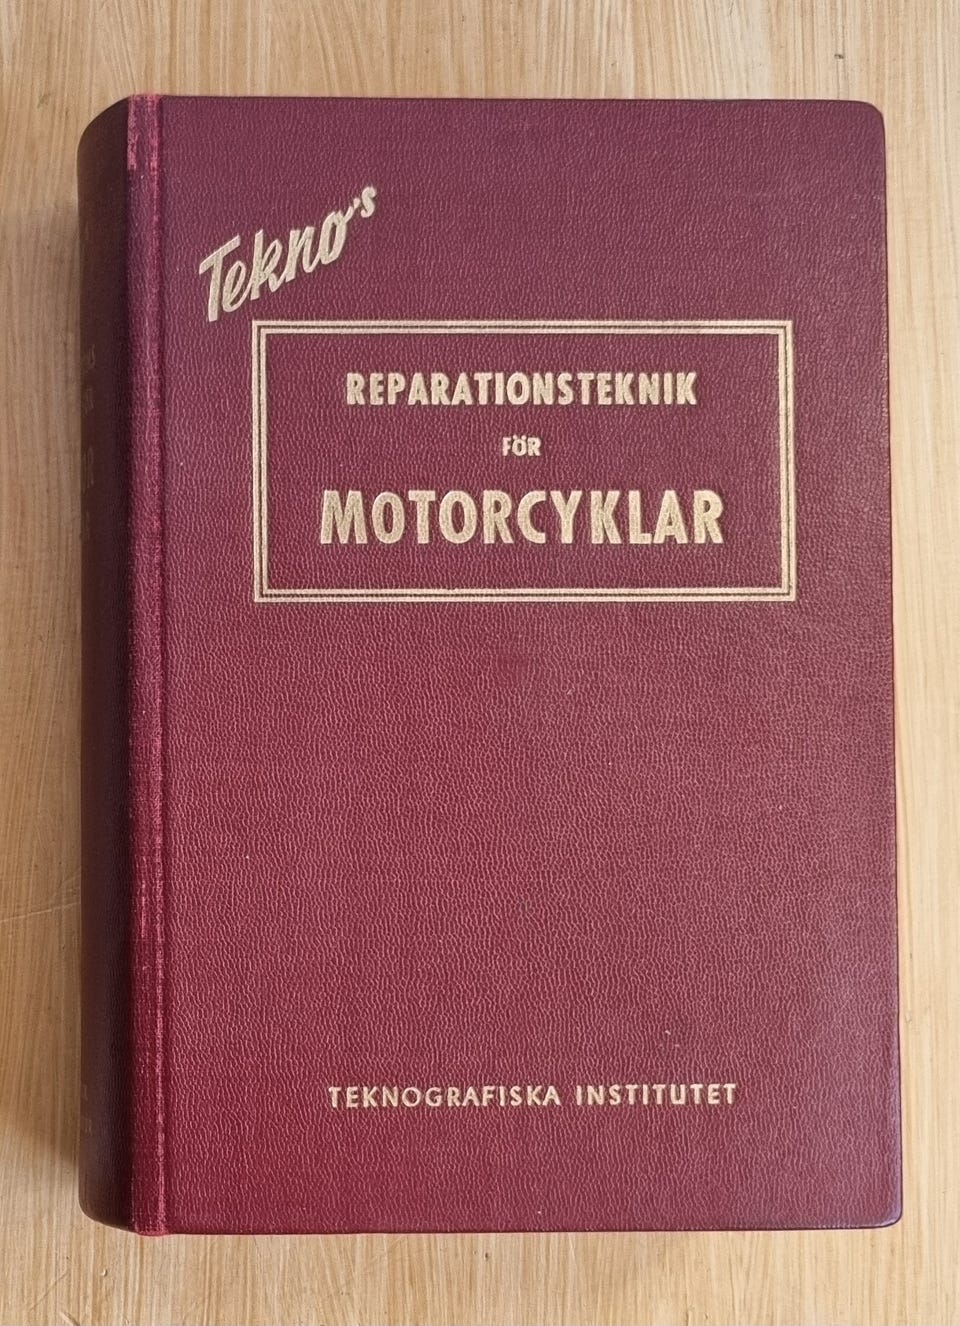 Tekno's
REPARATIONSTEKNIK
FÖR
MOTORCYKLAR
TEKNOGRAFISKA INSTITUTET